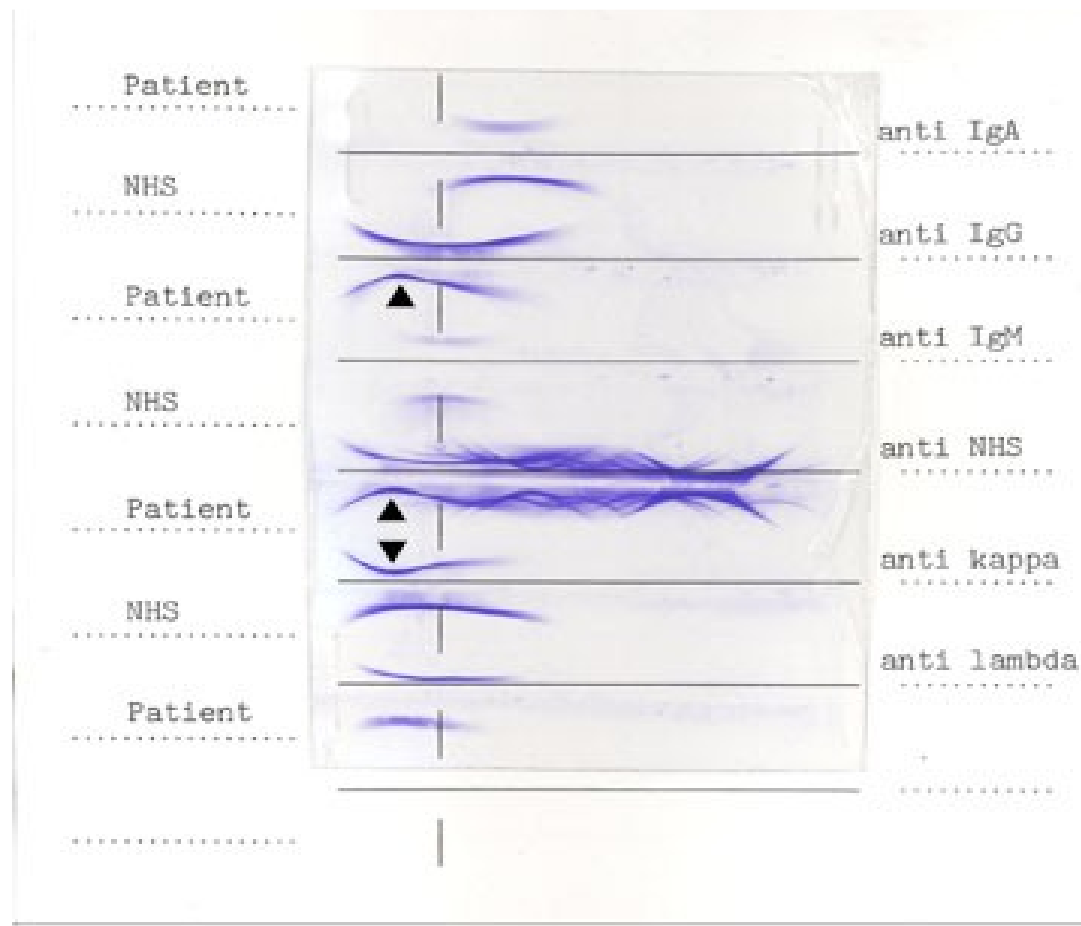 Patient
anti IgA
NHS
anti IgG
Patient
anti IgM
NHS
anti NHS
Patient
anti kappa
NHS
anti lambda
Patient